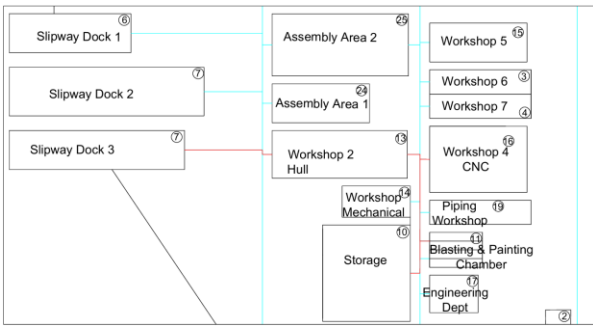 6
Slipway Dock 1
7
Slipway Dock 2
7
Slipway Dock 3
25
Assembly Area 2
24
Assembly Area 1
13
Workshop 2
Hull
14
Workshop
Mechanical
10
Storage
15
Workshop 5
3
Workshop 6
Workshop 7
4
16
Workshop 4
CNC
19
Piping
Workshop
11
Blasting & Painting
Chamber
17
Engineering
Dept
2